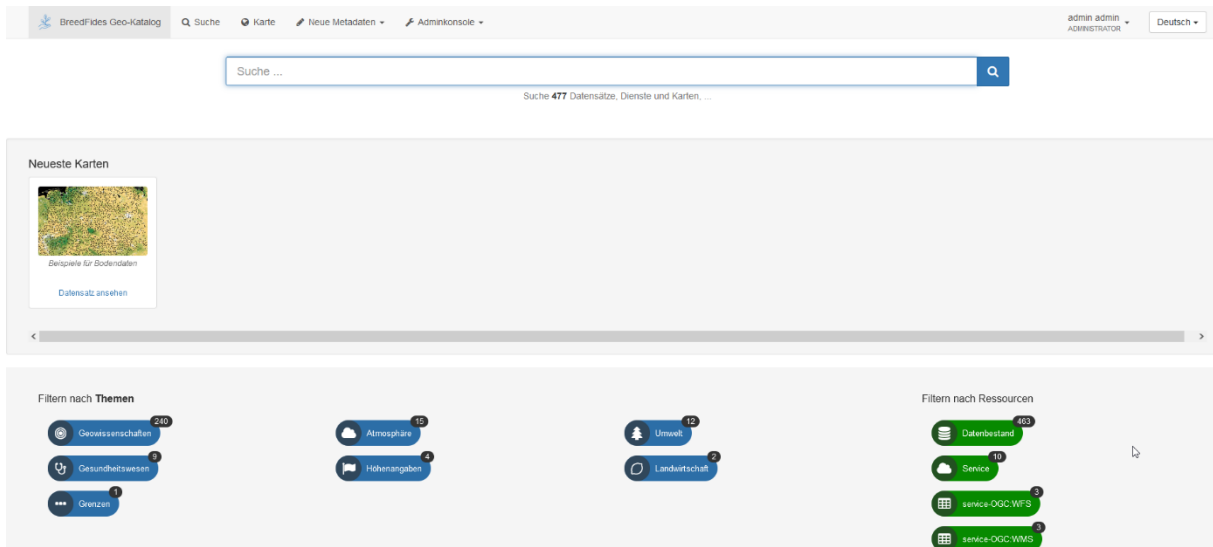 BreedFides Geo-Katalog Suche Karte Neue Metadaten Adminkonsole admin admin Deutsch
ADMINISTRATOR
Suche ...
Suche 477 Datensätze, Dienste und Karten, ...
Neueste Karten
Beispiele für Bodendaten
Datensatz ansehen
Filtern nach Themen
Geowissenschaften 240
Atmosphäre 15
Umwelt 12
Gesundheitswesen 9
Höhenangaben 4
Landwirtschaft 2
Grenzen 1
Filtern nach Ressourcen
Datenbestand 463
Service 10
service-OGC:WFS 3
service-OGC:WMS 3